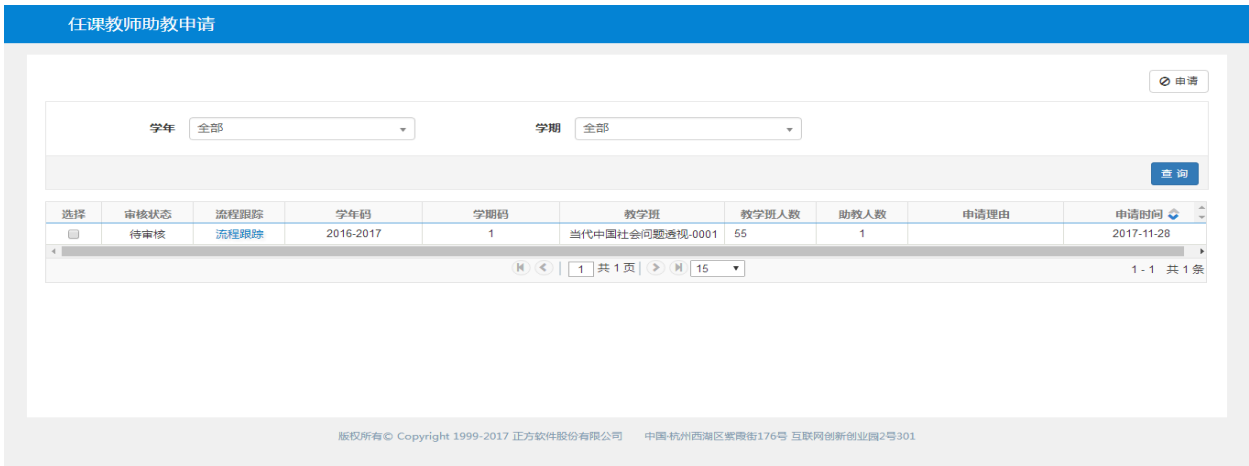 任课教师助教申请
申请
学年 全部 学期 全部
查 询
选择 审核状态 流程跟踪 学年码 学期码 教学班 教学班人数 助教人数 申请理由 申请时间
待审核 流程跟踪 2016-2017 1 当代中国社会问题透视-0001 55 1 2017-11-28
1 共 1 页 15 1 - 1 共 1 条
版权所有© Copyright 1999-2017 正方软件股份有限公司 中国·杭州西湖区紫霞街176号 互联网创新创业园2号301